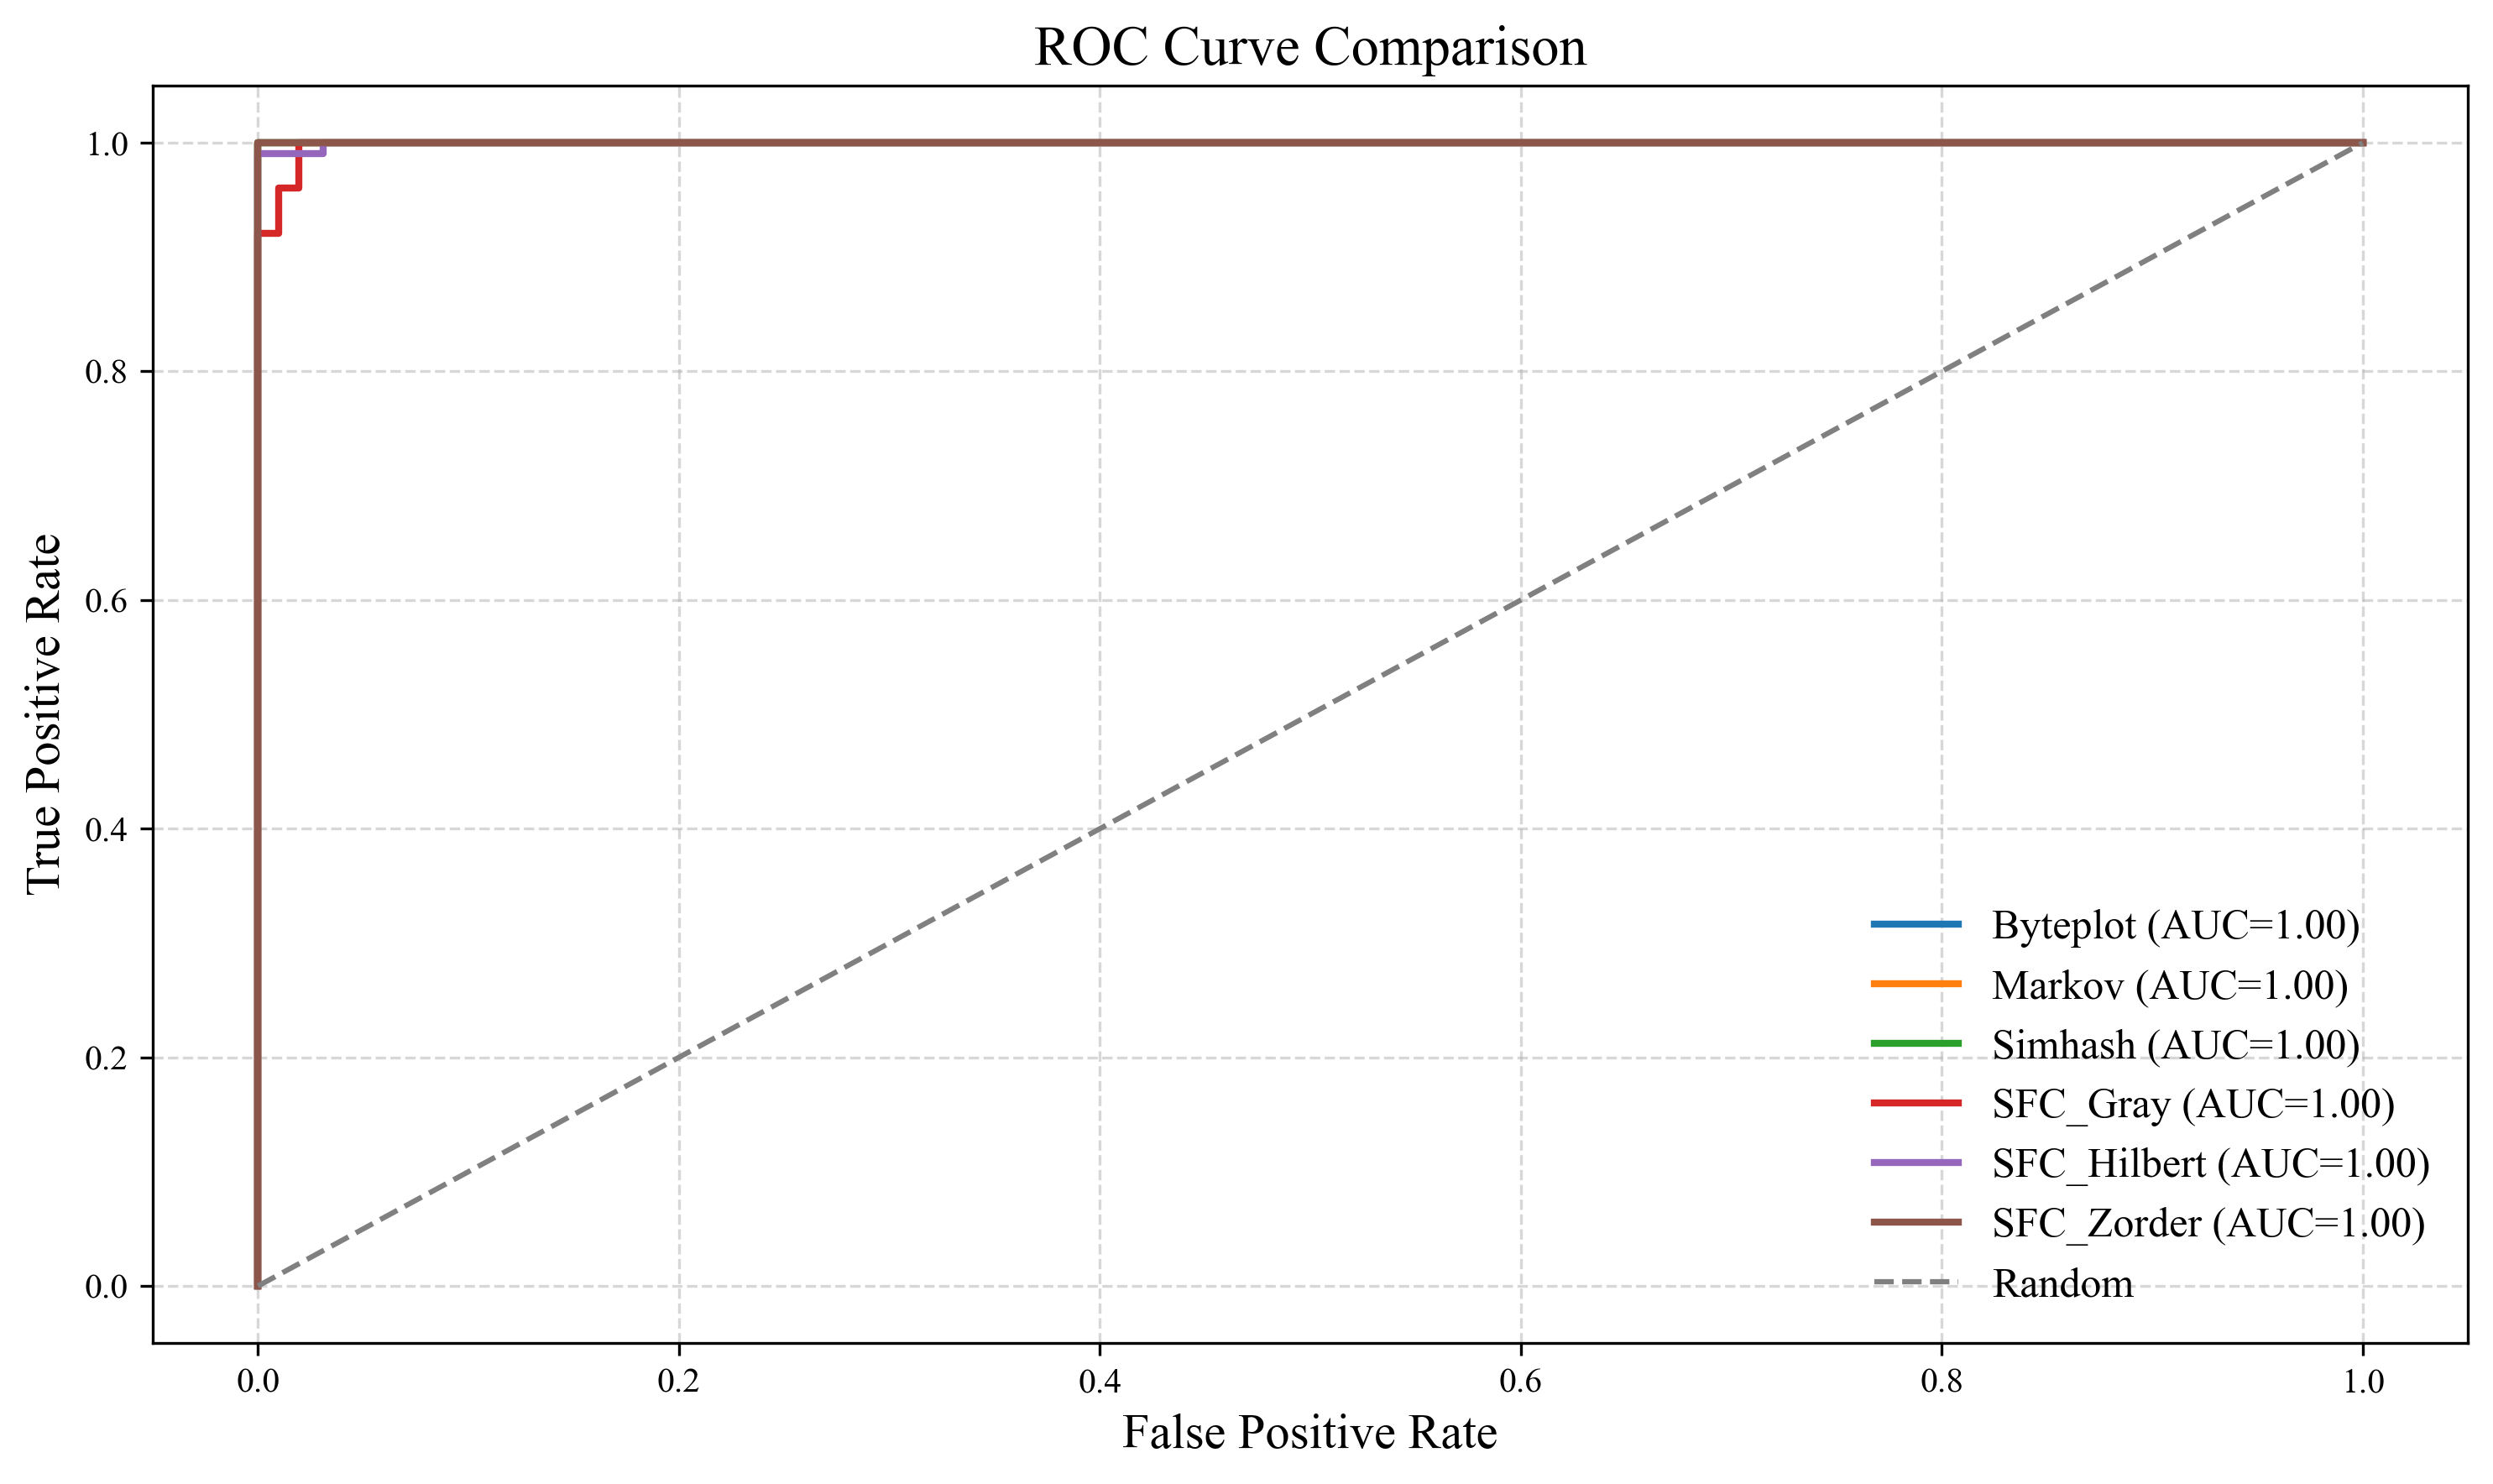 ROC Curve Comparison
True Positive Rate
1.0
0.8
0.6
0.4
0.2
0.0
Byteplot (AUC=1.00)
Markov (AUC=1.00)
Simhash (AUC=1.00)
SFC_Gray (AUC=1.00)
SFC_Hilbert (AUC=1.00)
SFC_Zorder (AUC=1.00)
Random
0.0 0.2 0.4 0.6 0.8 1.0
False Positive Rate